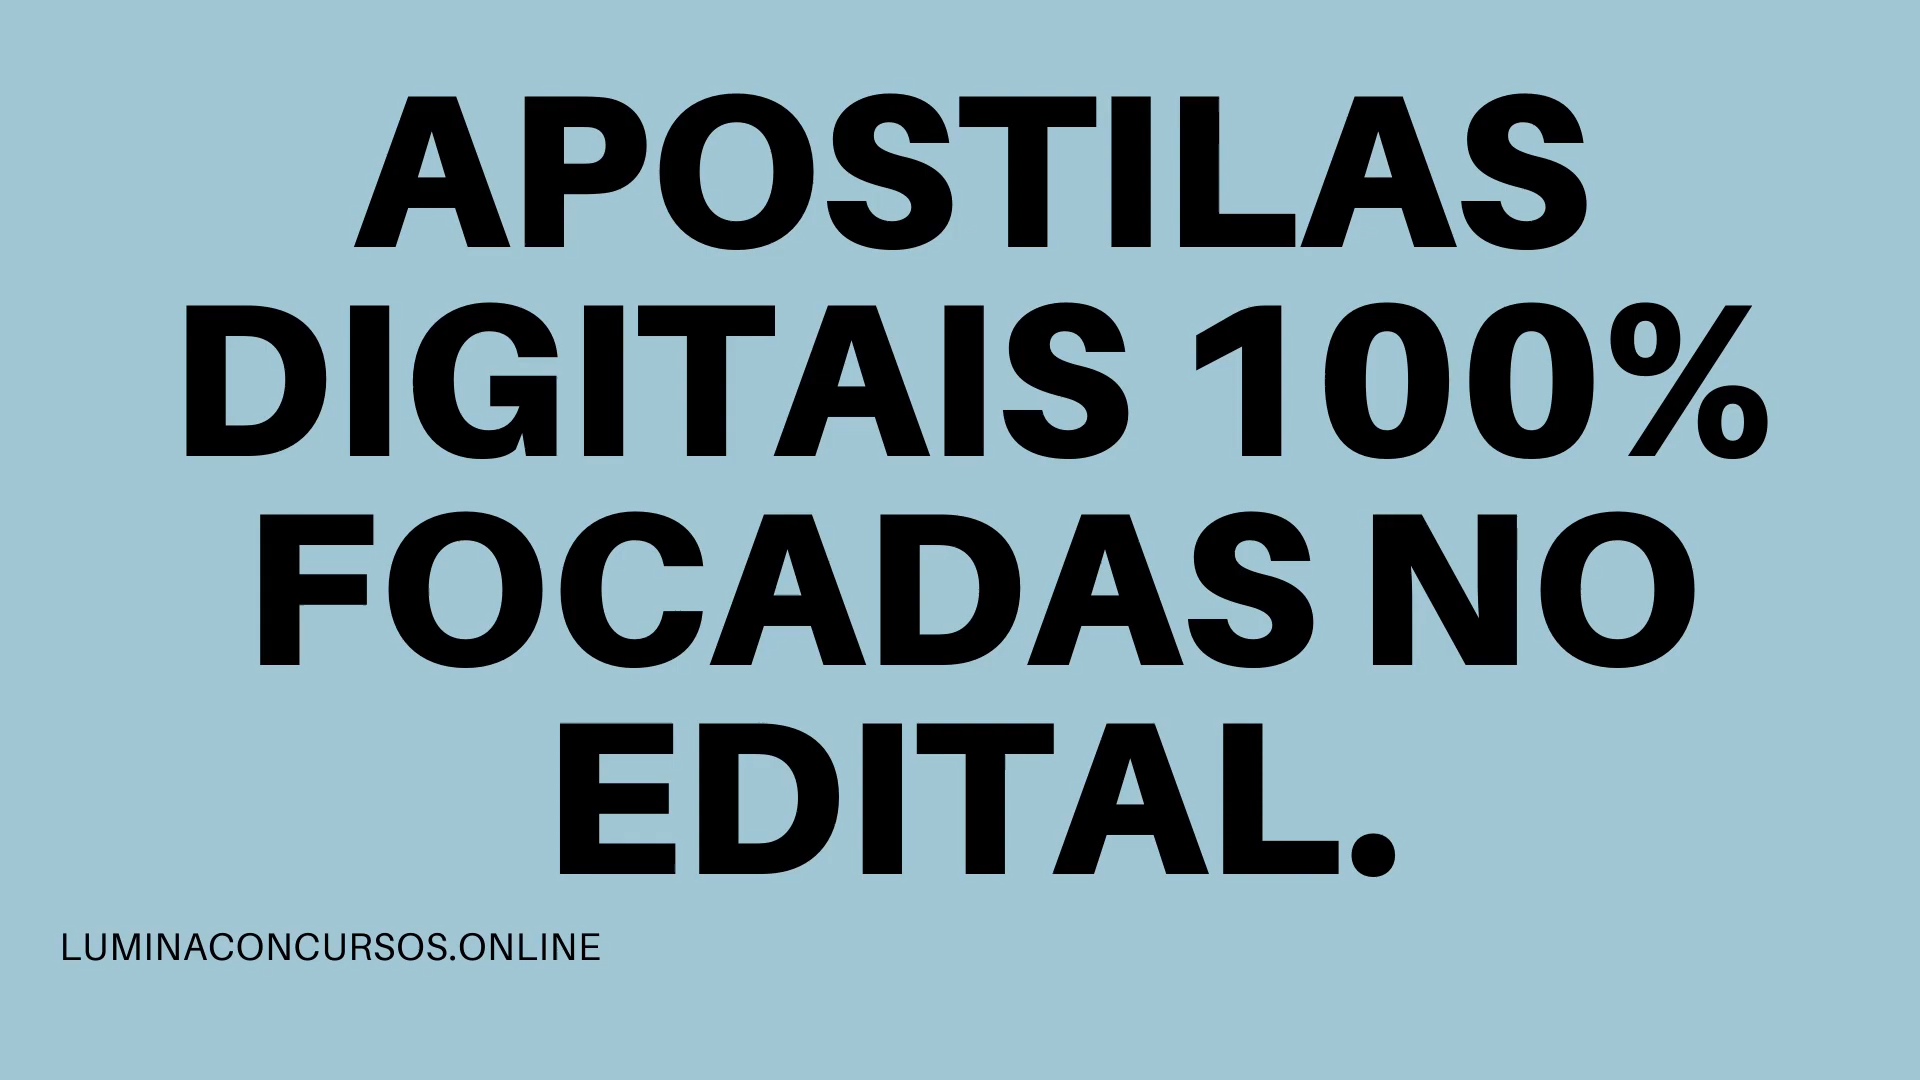 APOSTILAS
DIGITAIS 100%
FOCADAS NO
EDITAL.
LUMINACONCURSOS.ONLINE